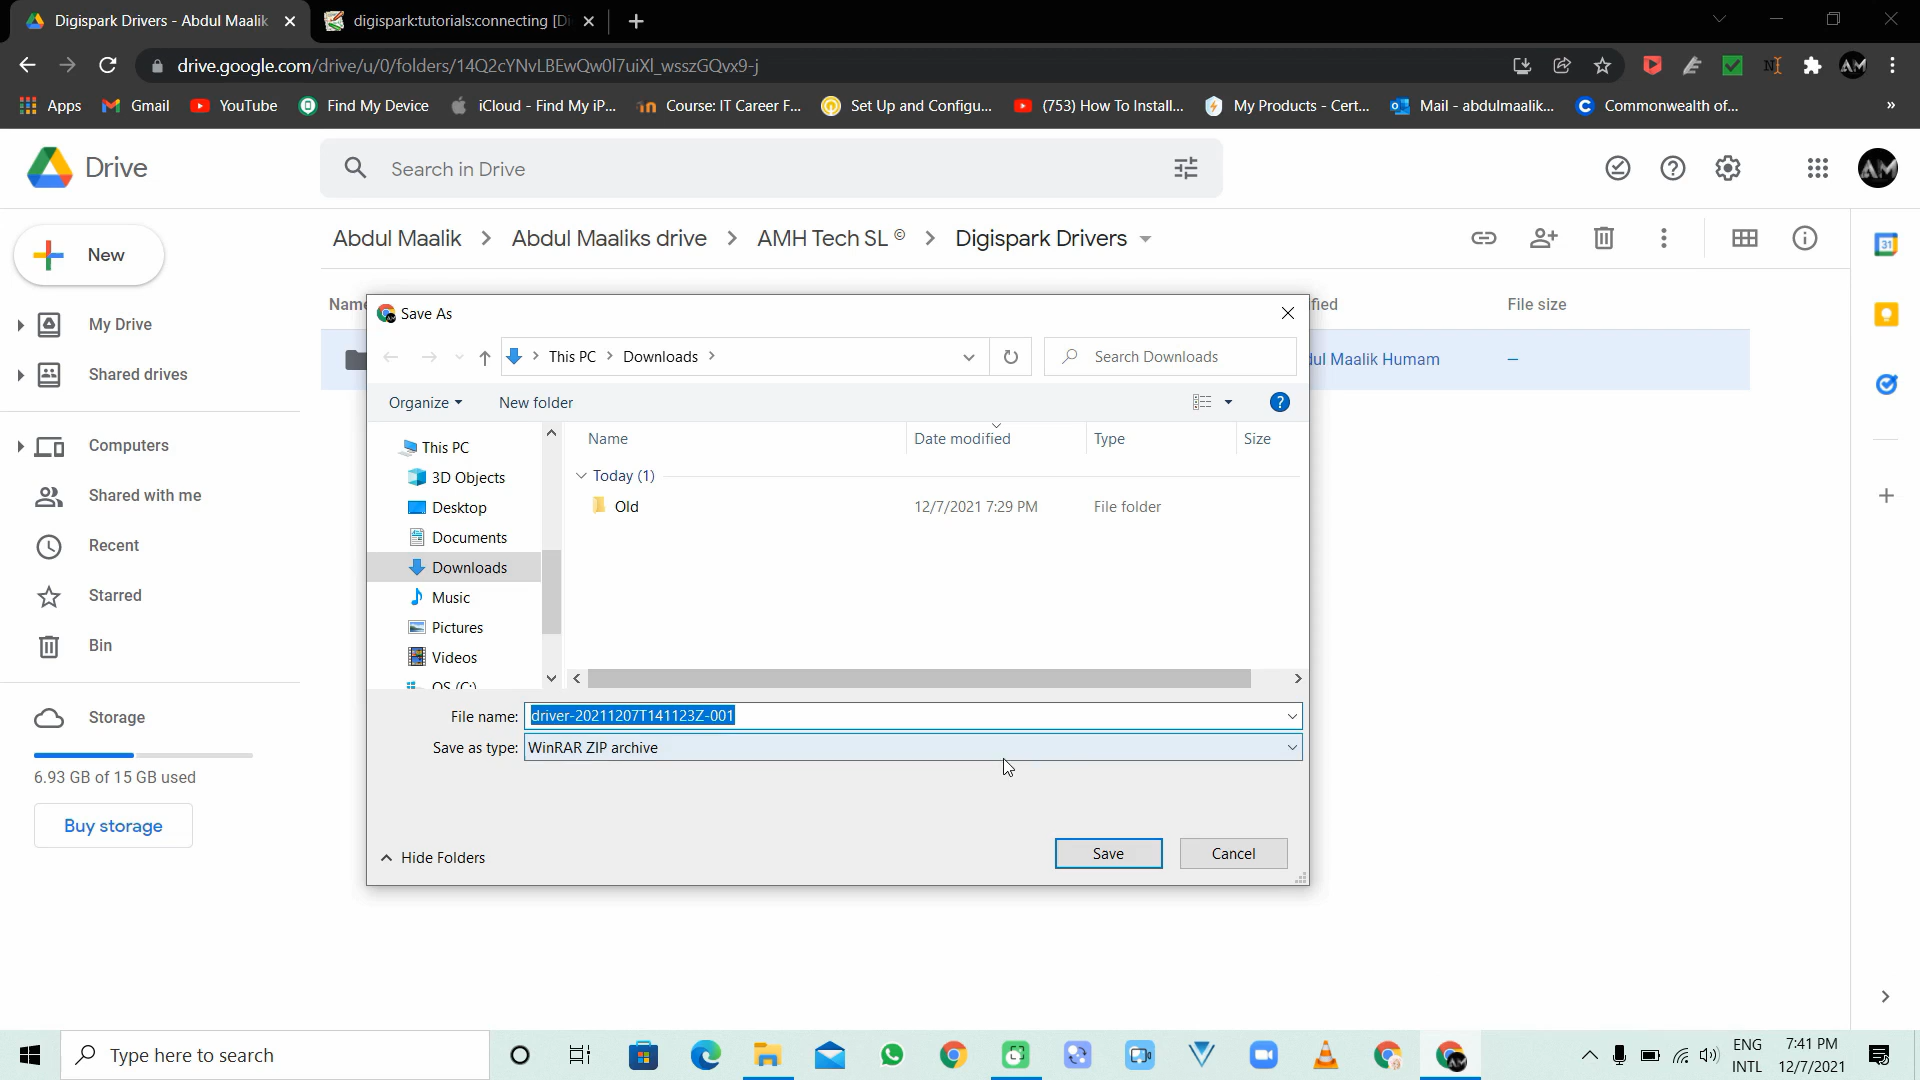 Digispark Drivers - Abdul Maalik
digispark:tutorials:connecting [Di
drive.google.com/drive/u/0/folders/14Q2cYNvLBEwQw0l7uiXl_wsszGQvx9-j
Apps
Gmail
YouTube
Find My Device
iCloud - Find My iP...
Course: IT Career F...
Set Up and Configu...
(753) How To Install...
My Products - Cert...
Mail - abdulmaalik...
Commonwealth of...
»
Drive
Search in Drive
AM
New
Abdul Maalik > Abdul Maaliks drive > AMH Tech SL © > Digispark Drivers
My Drive
Shared drives
Computers
Shared with me
Recent
Starred
Bin
Storage
6.93 GB of 15 GB used
Buy storage
Name
fied
File size
dul Maalik Humam
–
31
Save As
This PC > Downloads >
Search Downloads
Organize
New folder
This PC
3D Objects
Desktop
Documents
Downloads
Music
Pictures
Videos
OS (C:)
Name
Date modified
Type
Size
Today (1)
Old
12/7/2021 7:29 PM
File folder
File name: driver-20211207T141123Z-001
Save as type: WinRAR ZIP archive
Hide Folders
Save
Cancel
Type here to search
ENG
INTL
7:41 PM
12/7/2021